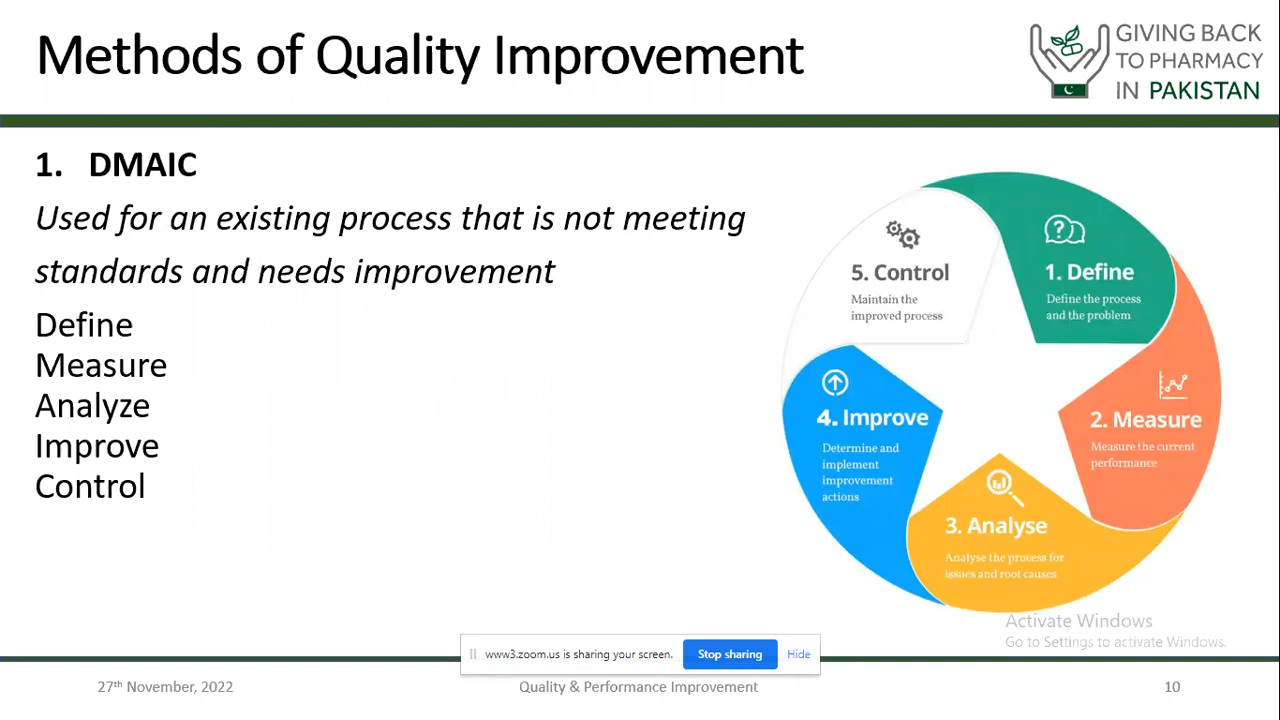 Methods of Quality Improvement
GIVING BACK
TO PHARMACY
IN PAKISTAN
1. DMAIC
Used for an existing process that is not meeting
standards and needs improvement
Define
Measure
Analyze
Improve
Control
1. Define
Define the process
and the problem
2. Measure
Measure the current
performance
3. Analyse
Analyse the process for
issues and root causes
4. Improve
Determine and
implement
improvement
actions
5. Control
Maintain the
improved process
Activate Windows
Go to Settings to activate Windows.
www3.zoom.us is sharing your screen.
Stop sharing
Hide
27th November, 2022
Quality & Performance Improvement
10